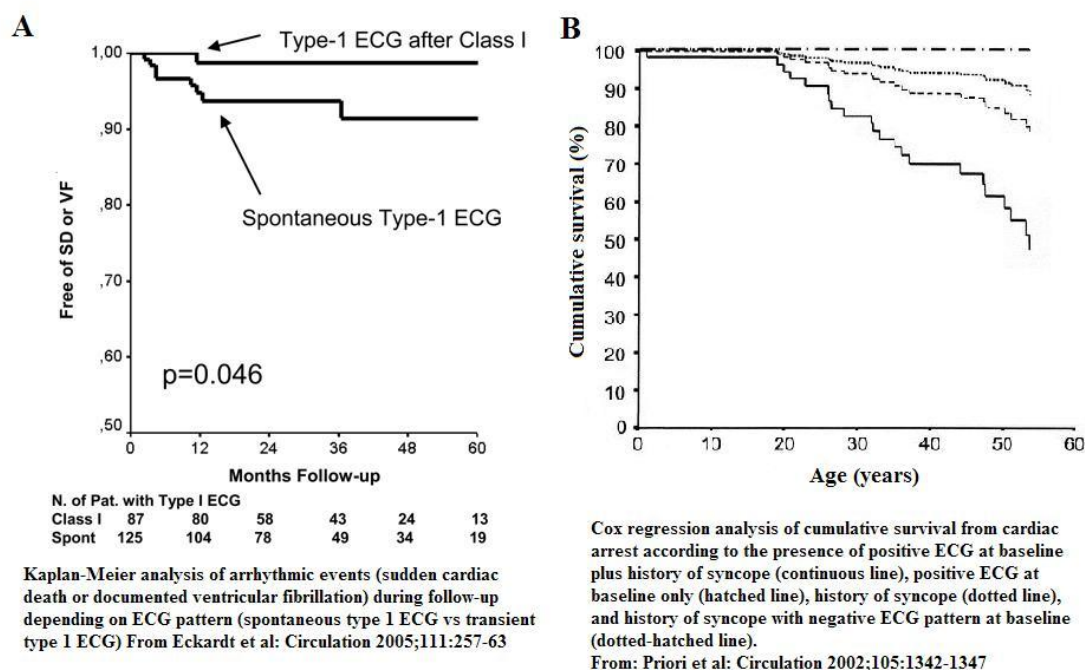 A
Type-1 ECG after Class I
1,00
,90
,80
,70
,60
,50
Free of SD or VF
Spontaneous Type-1 ECG
p=0.046
0 12 24 36 48 60
Months Follow-up
N. of Pat. with Type I ECG
Class I 87 80 58 43 24 13
Spont 125 104 78 49 34 19
Kaplan-Meier analysis of arrhythmic events (sudden cardiac
death or documented ventricular fibrillation) during follow-up
depending on ECG pattern (spontaneous type 1 ECG vs transient
type 1 ECG) From Eckardt et al: Circulation 2005;111:257-63
B
100
90
80
70
60
50
40
30
20
10
0
Cumulative survival (%)
0 10 20 30 40 50 60
Age (years)
Cox regression analysis of cumulative survival from cardiac
arrest according to the presence of positive ECG at baseline
plus history of syncope (continuous line), positive ECG at
baseline only (hatched line), history of syncope (dotted line),
and history of syncope with negative ECG pattern at baseline
(dotted-hatched line).
From: Priori et al: Circulation 2002;105:1342-1347